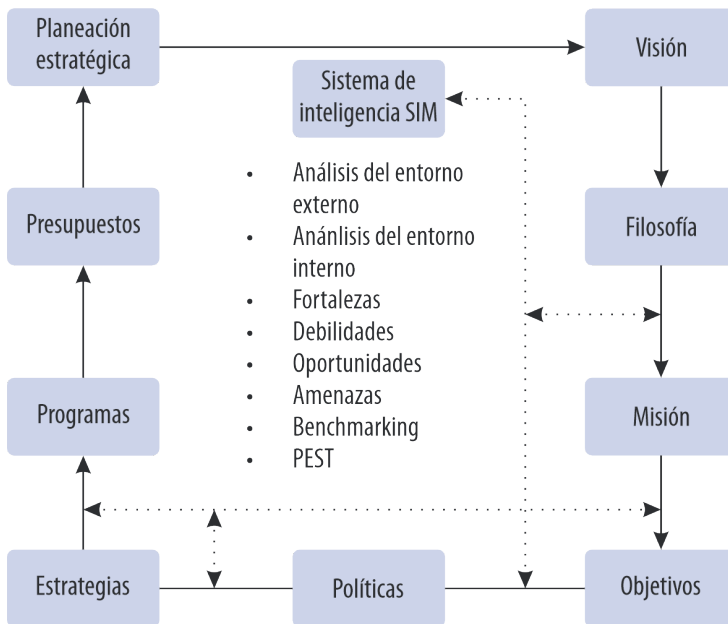 Planeación
estratégica
Visión
Sistema de
inteligencia SIM
• Análisis del entorno
externo
• Anánlisis del entorno
interno
• Fortalezas
• Debilidades
• Oportunidades
• Amenazas
• Benchmarking
• PEST
Presupuestos
Filosofía
Programas
Misión
Estrategias
Políticas
Objetivos